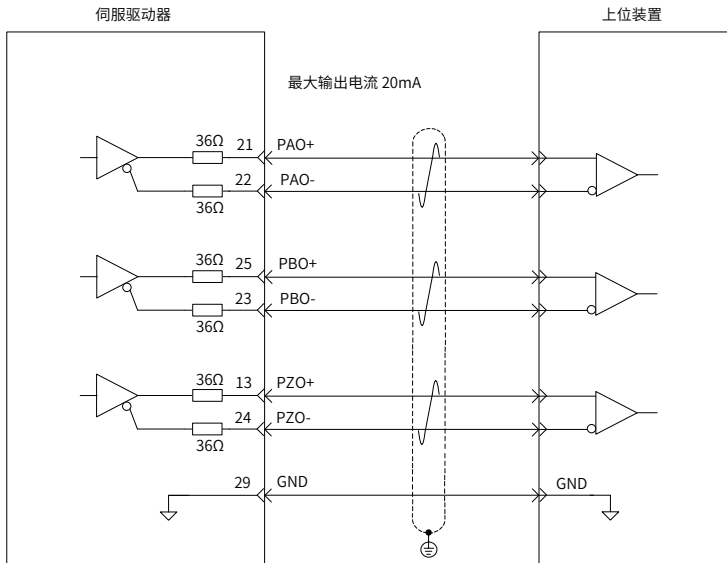 伺服驱动器
上位装置
最大输出电流 20mA
36Ω 21 PAO+
22 PAO-
36Ω
36Ω 25 PBO+
23 PBO-
36Ω
36Ω 13 PZO+
24 PZO-
36Ω
29 GND GND